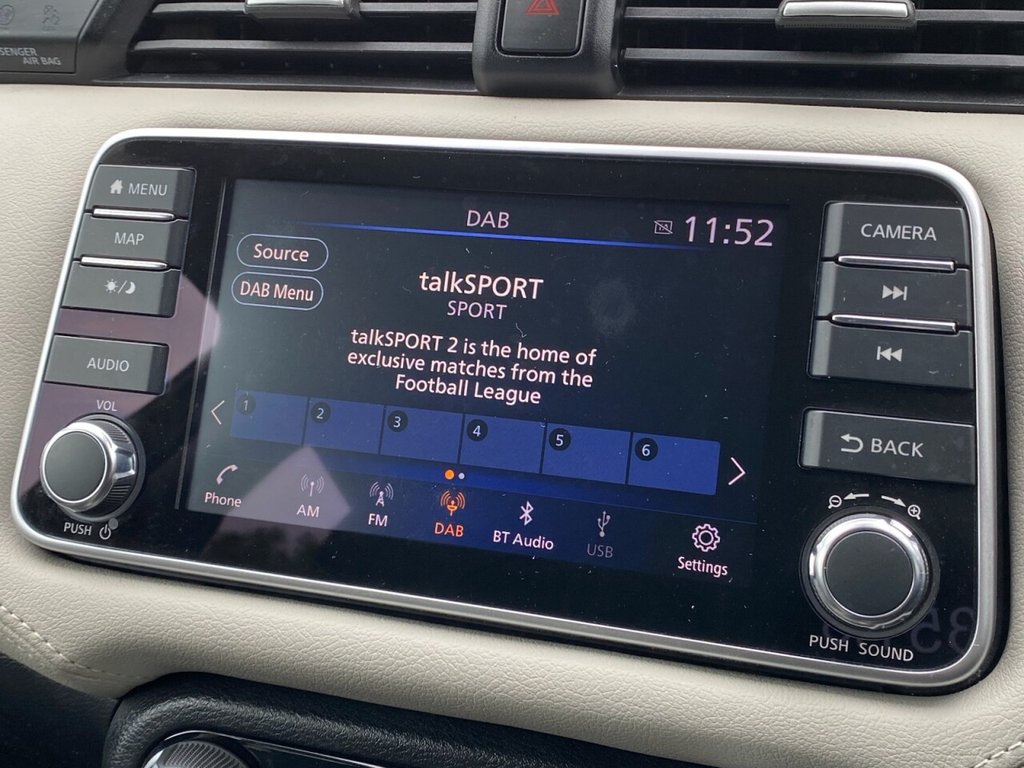 SENGER
AIR BAG
MENU
MAP
AUDIO
VOL
PUSH
DAB
11:52
Source
DAB Menu
talkSPORT
SPORT
talkSPORT 2 is the home of
exclusive matches from the
Football League
1 2 3 4 5 6
Phone AM FM DAB BT Audio USB Settings
CAMERA
BACK
PUSH SOUND